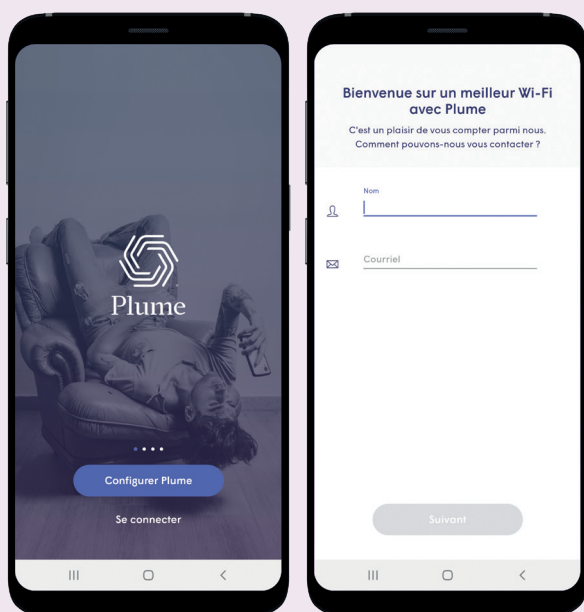 Plume
Configurer Plume
Se connecter
Bienvenue sur un meilleur Wi-Fi
avec Plume
C'est un plaisir de vous compter parmi nous.
Comment pouvons-nous vous contacter ?
Nom
Courriel
Suivant